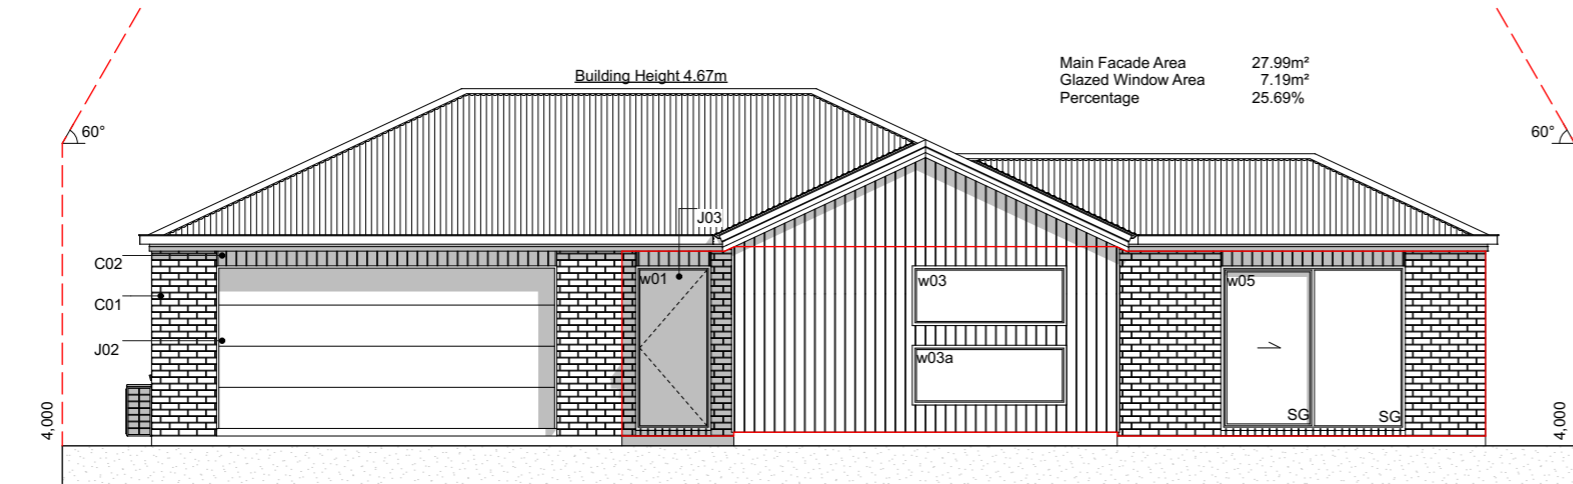 Main Facade Area 27.99m²
Glazed Window Area 7.19m²
Percentage 25.69%
Building Height 4.67m
60°
60°
J03
C02
C01
J02
w01
w03
w03a
w05
SG
SG
4,000
4,000